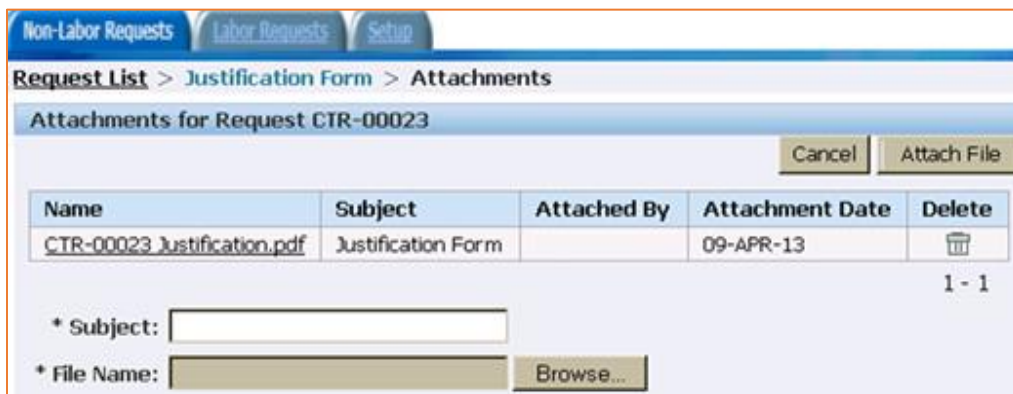 Non-Labor Requests Labor Requests Setup
Request List > Justification Form > Attachments
Attachments for Request CTR-00023
Cancel Attach File
Name Subject Attached By Attachment Date Delete
CTR-00023 Justification.pdf Justification Form 09-APR-13
1 - 1
* Subject:
* File Name: Browse...